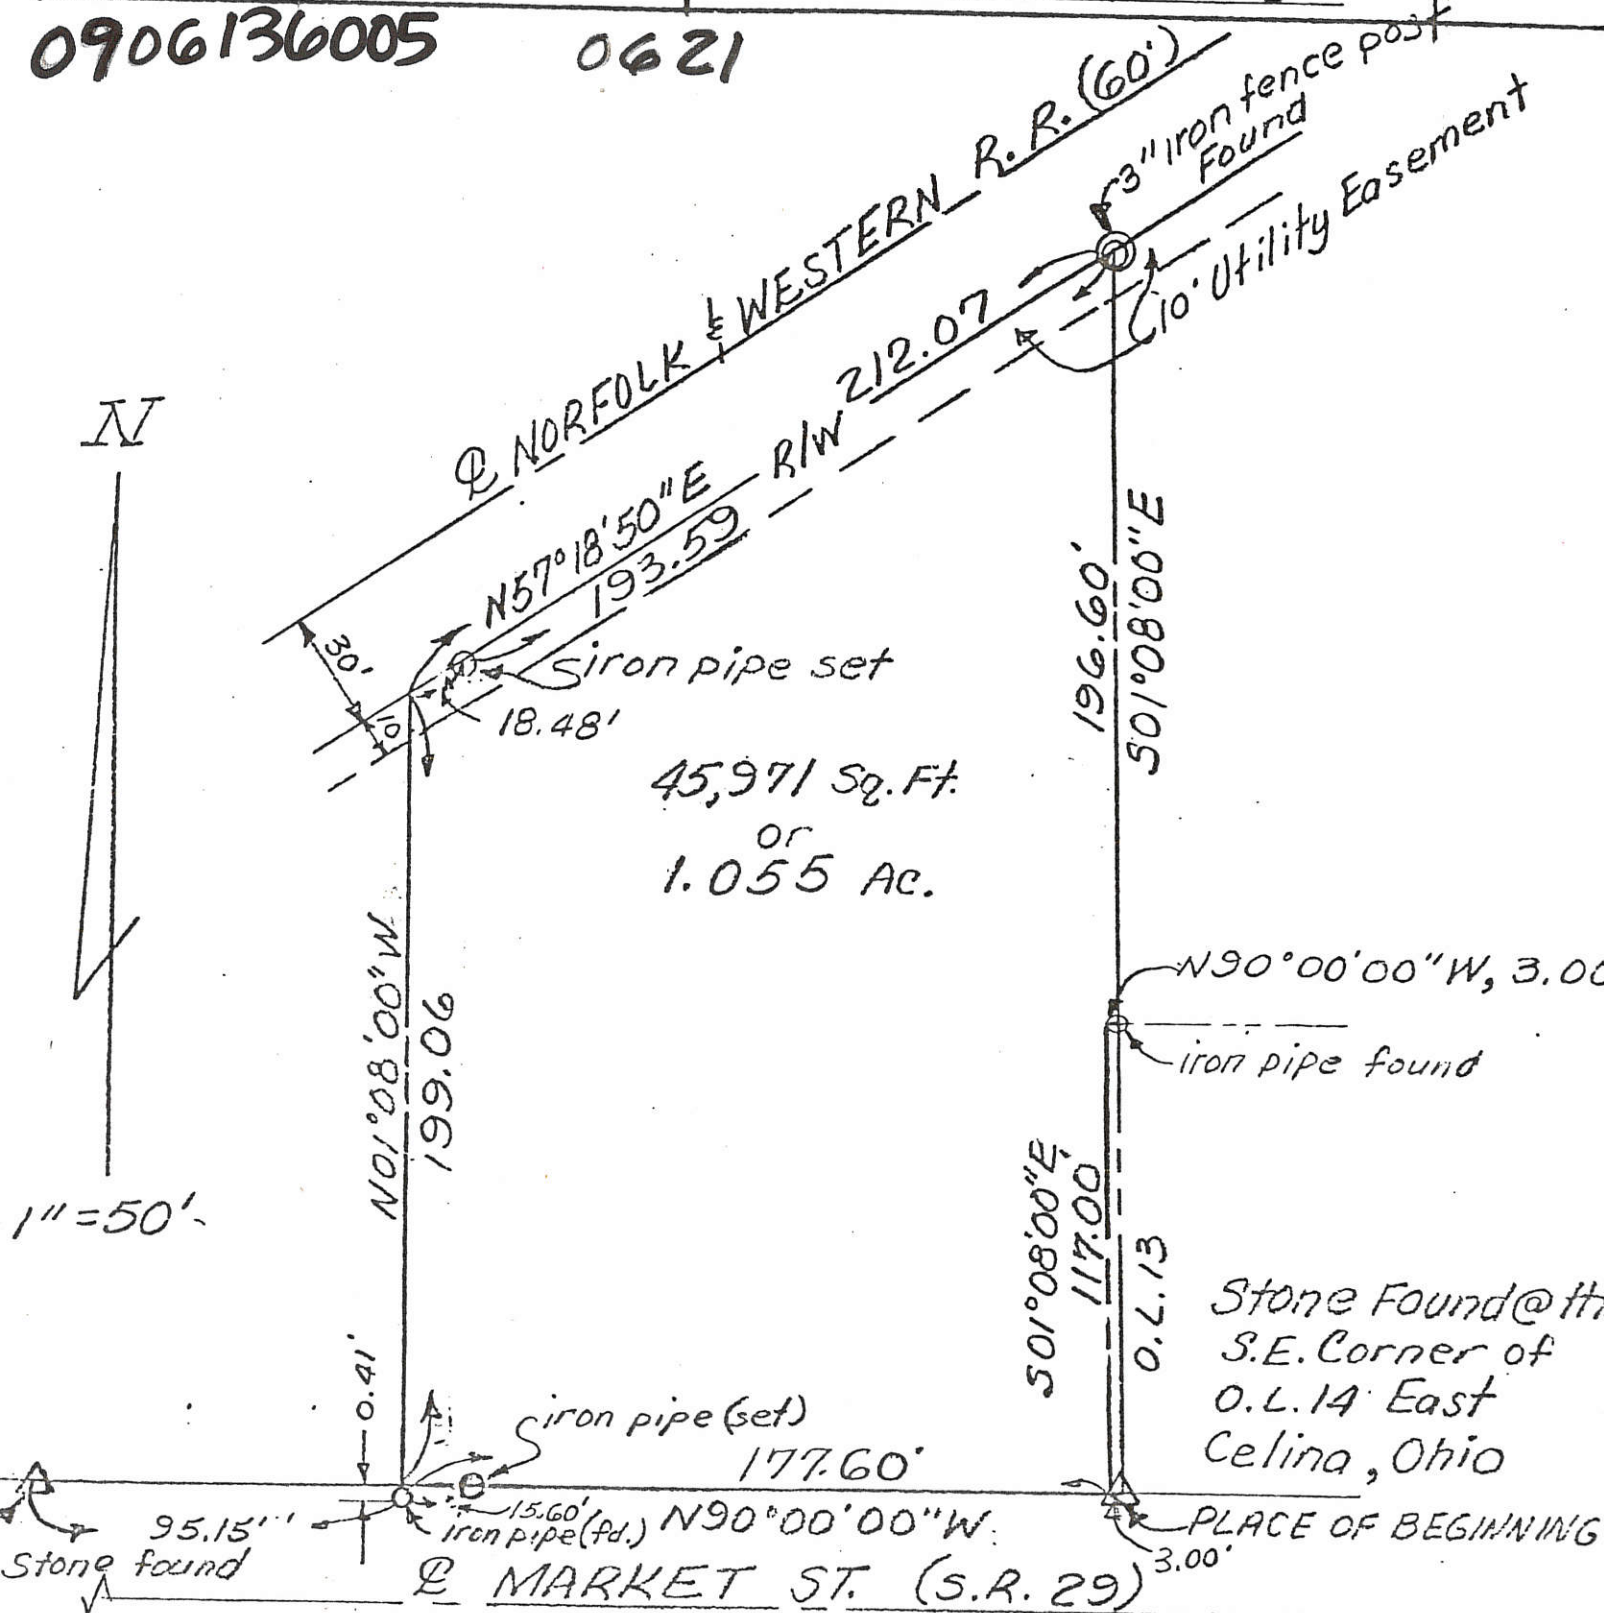 0906136005 0621
℄ NORFOLK & WESTERN R.R. (60')
3" iron fence post
Found
10' Utility Easement
N
N57°18'50"E R/W 212.07
193.59
30'
10'
iron pipe set
18.48'
196.60'
S01°08'00"E
45,971 Sq. Ft.
or
1.055 Ac.
N01°08'00"W
199.06
N90°00'00"W, 3.00
iron pipe found
1"=50'
S01°08'00"E
117.00'
O.L.13
Stone Found @
S.E. Corner of
O.L.14 East
Celina, Ohio
0.41'
iron pipe (set)
177.60'
95.15'
15.60'
iron pipe (fd.)
N90°00'00"W
PLACE OF BEGINNING
3.00'
Stone found
℄ MARKET ST. (S.R. 29)